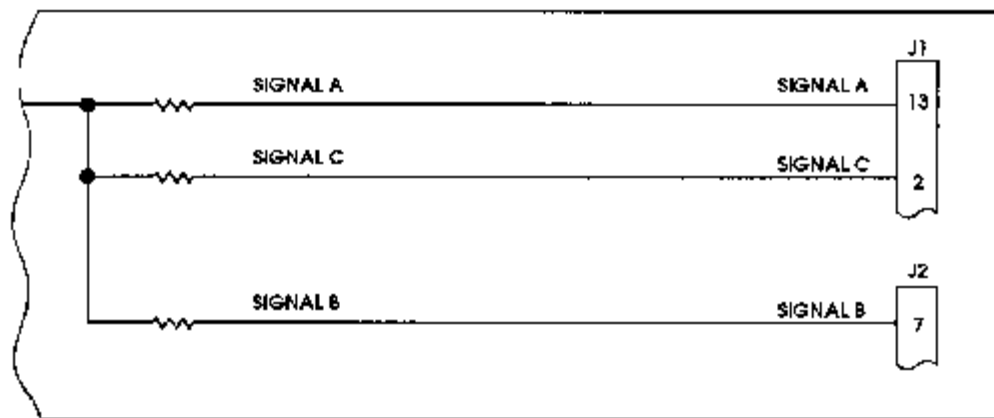 J1
SIGNAL A SIGNAL A 13
SIGNAL C SIGNAL C 2
J2
SIGNAL B SIGNAL B 7